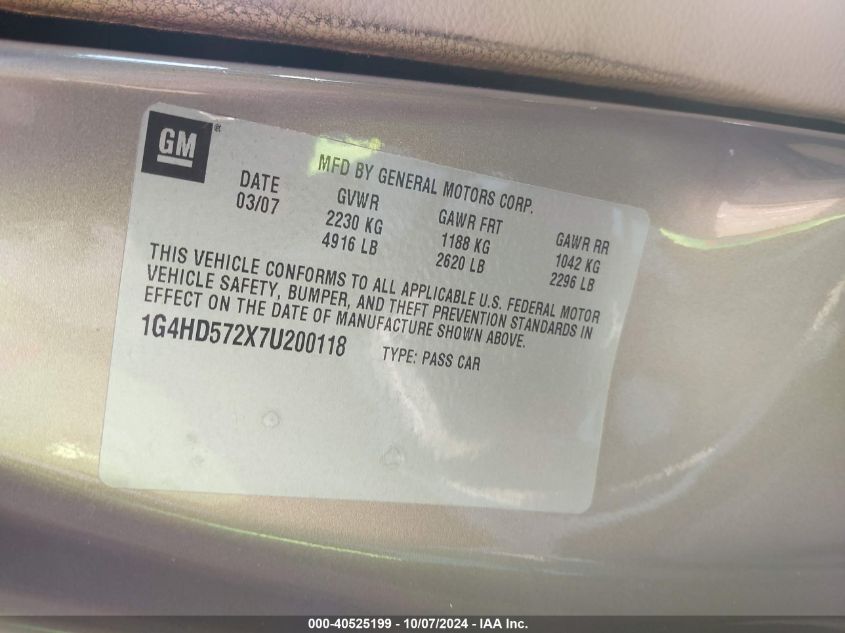 GM
MFD BY GENERAL MOTORS CORP.
DATE GVWR GAWR FRT GAWR RR
03/07 2230 KG 1188 KG 1042 KG
4916 LB 2620 LB 2296 LB
THIS VEHICLE CONFORMS TO ALL APPLICABLE U.S. FEDERAL MOTOR
VEHICLE SAFETY, BUMPER, AND THEFT PREVENTION STANDARDS IN
EFFECT ON THE DATE OF MANUFACTURE SHOWN ABOVE.
1G4HD572X7U200118 TYPE: PASS CAR
000-40525199 - 10/07/2024 - IAA Inc.